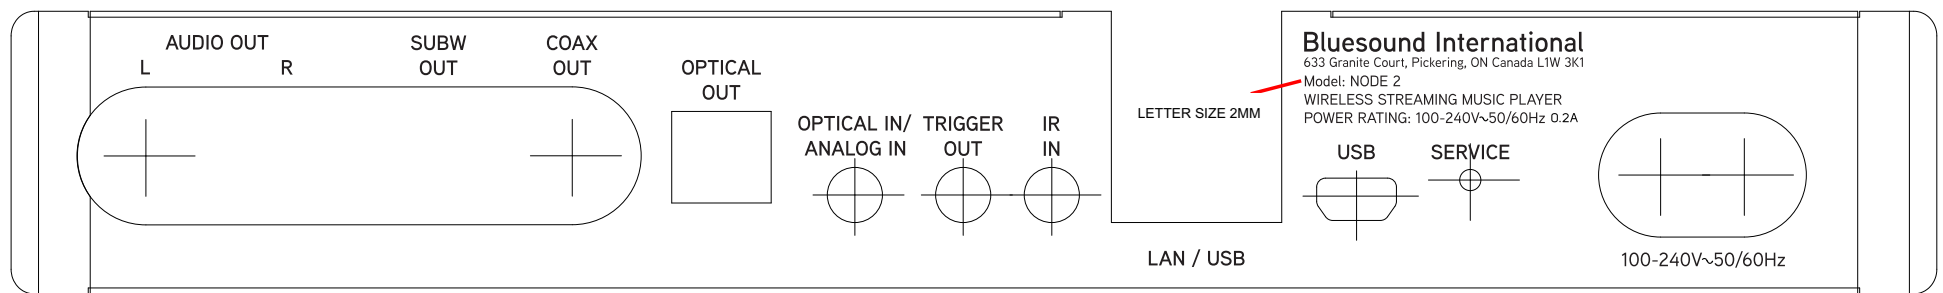 AUDIO OUT
L
R
SUBW
OUT
COAX
OUT
OPTICAL
OUT
OPTICAL IN/
ANALOG IN
TRIGGER
OUT
IR
IN
LETTER SIZE 2MM
LAN / USB
Bluesound International
633 Granite Court, Pickering, ON Canada L1W 3K1
Model: NODE 2
WIRELESS STREAMING MUSIC PLAYER
POWER RATING: 100-240V~50/60Hz 0.2A
USB
SERVICE
100-240V~50/60Hz